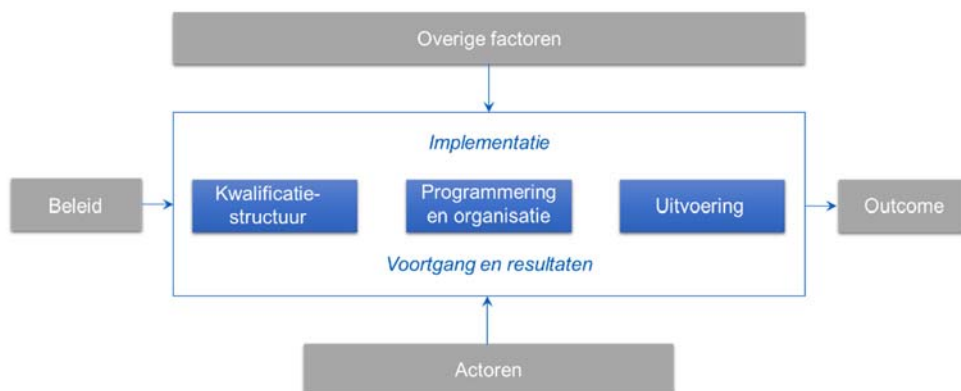 Overige factoren
Implementatie
Beleid
Kwalificatie-
structuur
Programmering
en organisatie
Uitvoering
Outcome
Voortgang en resultaten
Actoren